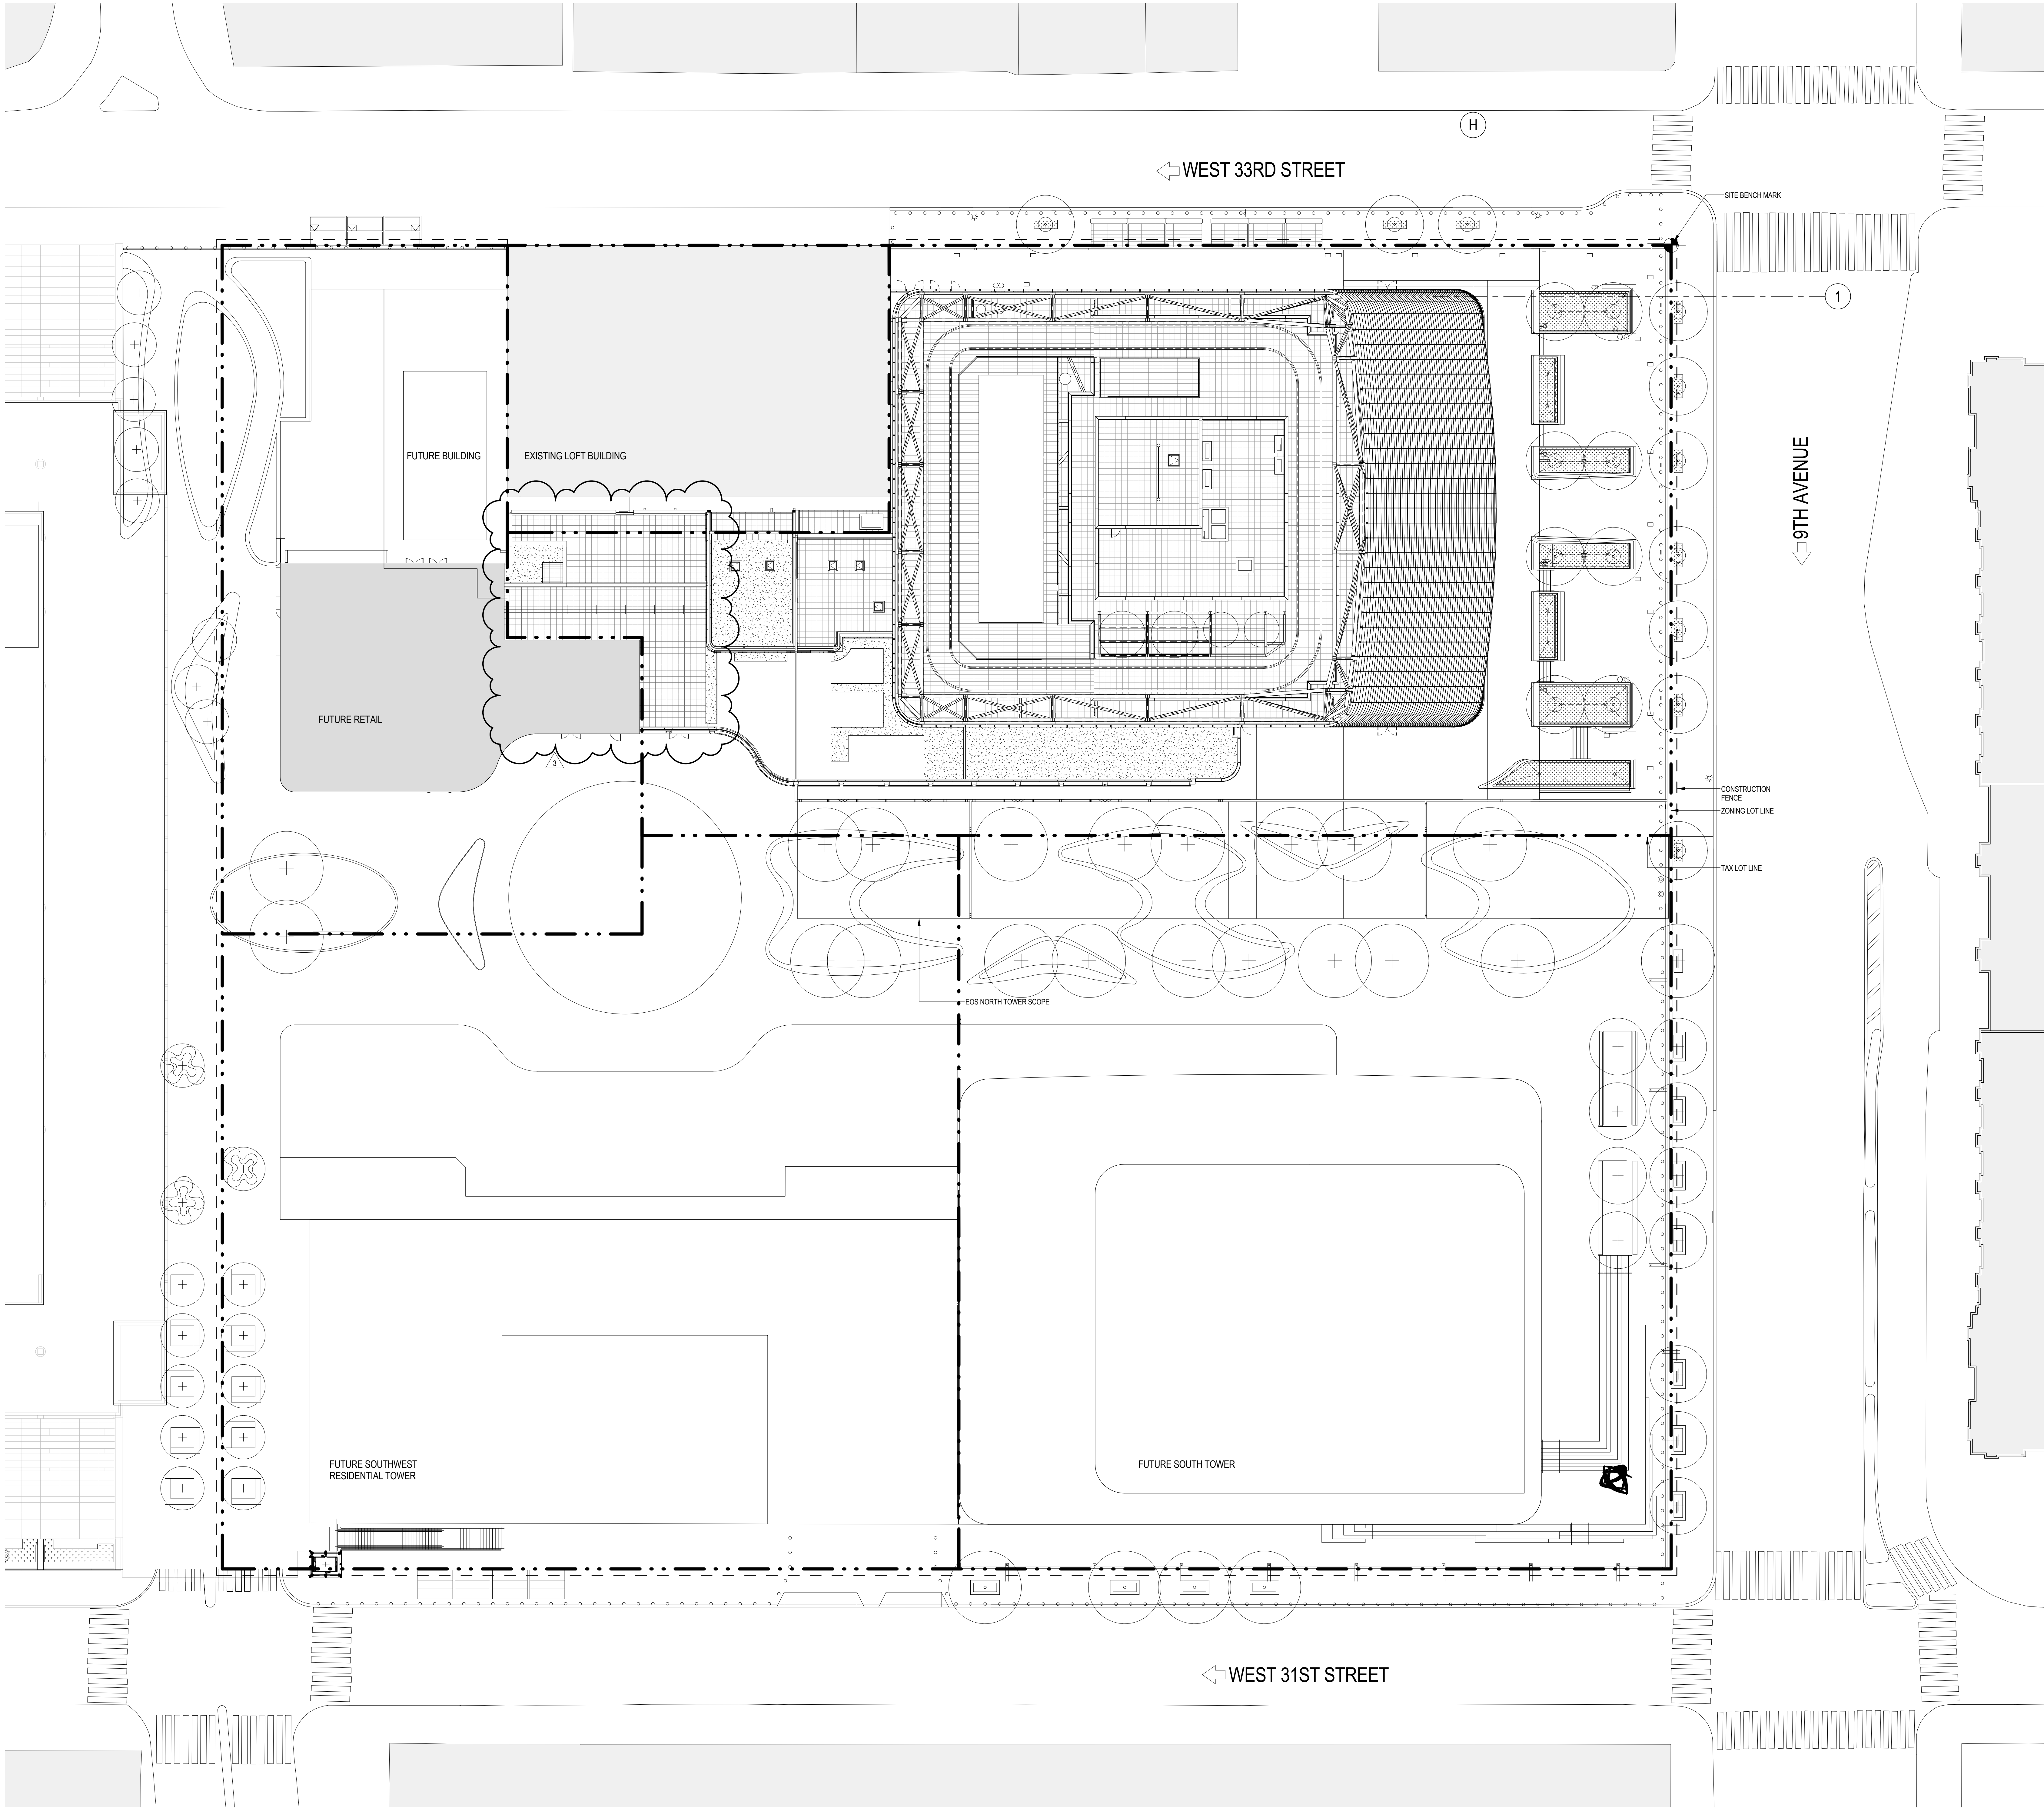 H
WEST 33RD STREET
SITE BENCH MARK
1
9TH AVENUE
FUTURE BUILDING
EXISTING LOFT BUILDING
FUTURE RETAIL
3
CONSTRUCTION
FENCE
ZONING LOT LINE
TAX LOT LINE
EOS NORTH TOWER SCOPE
FUTURE SOUTHWEST
RESIDENTIAL TOWER
FUTURE SOUTH TOWER
WEST 31ST STREET